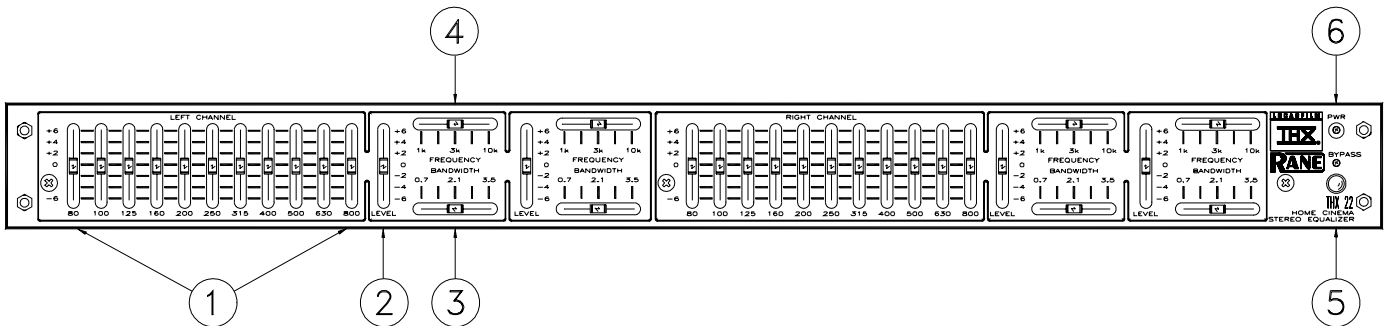 4 6
LEFT CHANNEL RIGHT CHANNEL
LUCASFILM
THX
PWR
RANE
BYPASS
+6 +4 +2 0 -2 -4 -6
80 100 125 160 200 250 315 400 500 630 800
+6 +4 +2 0 -2 -4 -6
LEVEL
1k 3k 10k
FREQUENCY
BANDWIDTH
0.7 2.1 3.5
+6 +4 +2 0 -2 -4 -6
LEVEL
1k 3k 10k
FREQUENCY
BANDWIDTH
0.7 2.1 3.5
+6 +4 +2 0 -2 -4 -6
80 100 125 160 200 250 315 400 500 630 800
+6 +4 +2 0 -2 -4 -6
LEVEL
1k 3k 10k
FREQUENCY
BANDWIDTH
0.7 2.1 3.5
+6 +4 +2 0 -2 -4 -6
LEVEL
1k 3k 10k
FREQUENCY
BANDWIDTH
0.7 2.1 3.5
THX 22
HOME CINEMA
STEREO EQUALIZER
1 2 3 5